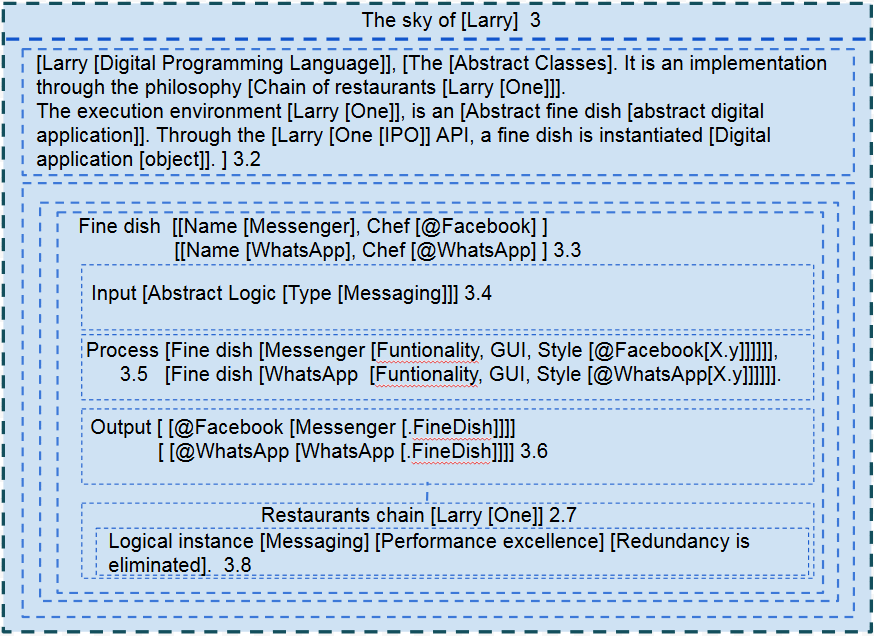 The sky of [Larry]  3
[Larry [Digital Programming Language]], [The [Abstract Classes]. It is an implementation
through the philosophy [Chain of restaurants [Larry [One]]].
The execution environment [Larry [One]], is an [Abstract fine dish [abstract digital
application]]. Through the [Larry [One [IPO]] API, a fine dish is instantiated [Digital
application [object]]. ] 3.2
Fine dish  [[Name [Messenger], Chef [@Facebook] ]
[[Name [WhatsApp], Chef [@WhatsApp] ] 3.3
Input [Abstract Logic [Type [Messaging]]] 3.4
Process [Fine dish [Messenger [Funtionality, GUI, Style [@Facebook[X.y]]]]]],
3.5   [Fine dish [WhatsApp  [Funtionality, GUI, Style [@WhatsApp[X.y]]]]]].
Output [ [@Facebook [Messenger [.FineDish]]]]
[ [@WhatsApp [WhatsApp [.FineDish]]]] 3.6
Restaurants chain [Larry [One]] 2.7
Logical instance [Messaging] [Performance excellence] [Redundancy is
eliminated].  3.8